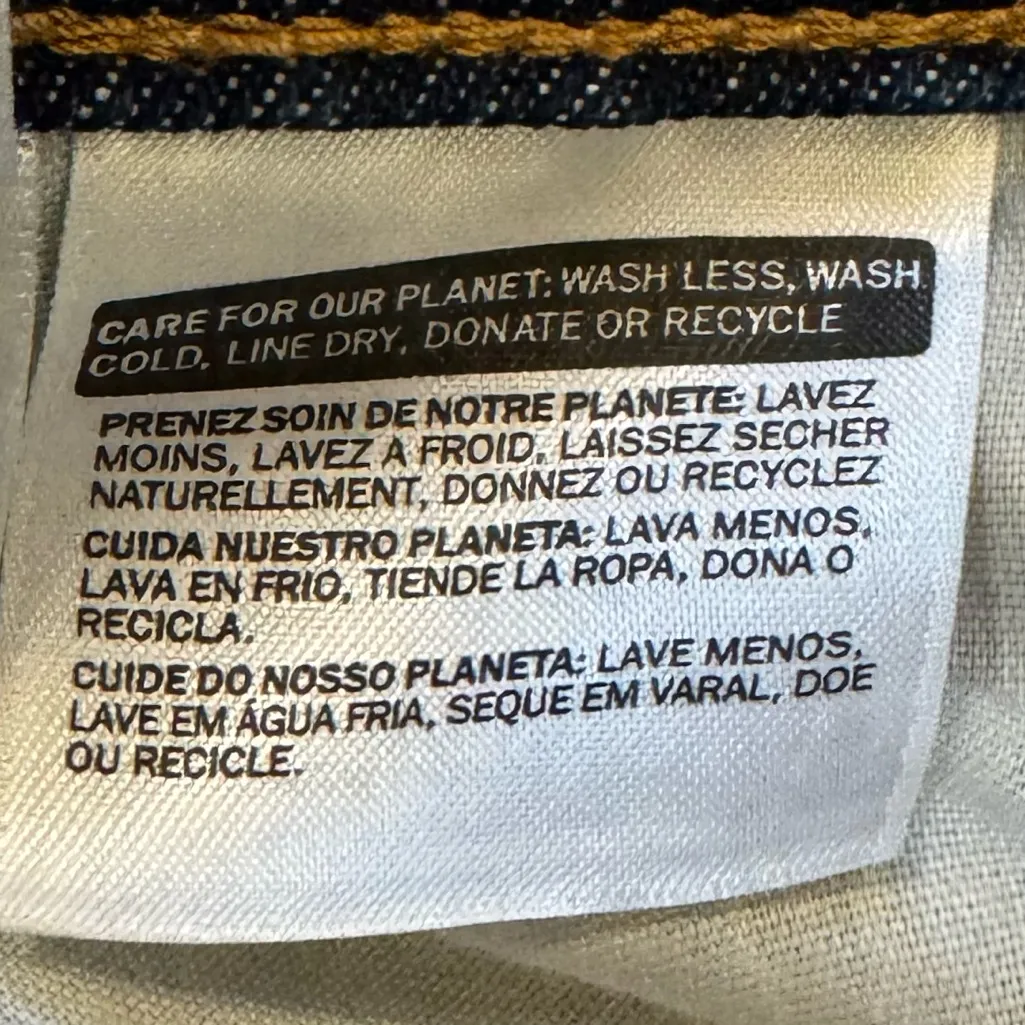 CARE FOR OUR PLANET: WASH LESS, WASH
COLD, LINE DRY, DONATE OR RECYCLE
PRENEZ SOIN DE NOTRE PLANETE: LAVEZ
MOINS, LAVEZ A FROID, LAISSEZ SECHER
NATURELLEMENT, DONNEZ OU RECYCLEZ
CUIDA NUESTRO PLANETA: LAVA MENOS,
LAVA EN FRIO, TIENDE LA ROPA, DONA O
RECICLA.
CUIDE DO NOSSO PLANETA: LAVE MENOS,
LAVE EM ÁGUA FRIA, SEQUE EM VARAL, DOE
OU RECICLE.